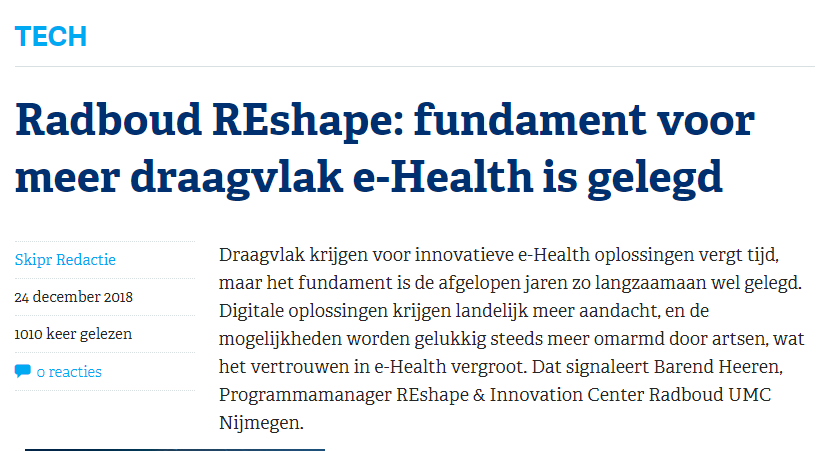 TECH
Radboud REshape: fundament voor
meer draagvlak e-Health is gelegd
Skipr Redactie
24 december 2018
1010 keer gelezen
0 reacties
Draagvlak krijgen voor innovatieve e-Health oplossingen vergt tijd,
maar het fundament is de afgelopen jaren zo langzaamaan wel gelegd.
Digitale oplossingen krijgen landelijk meer aandacht, en de
mogelijkheden worden gelukkig steeds meer omarmd door artsen, wat
het vertrouwen in e-Health vergroot. Dat signaleert Barend Heeren,
Programmamanager REshape & Innovation Center Radboud UMC
Nijmegen.